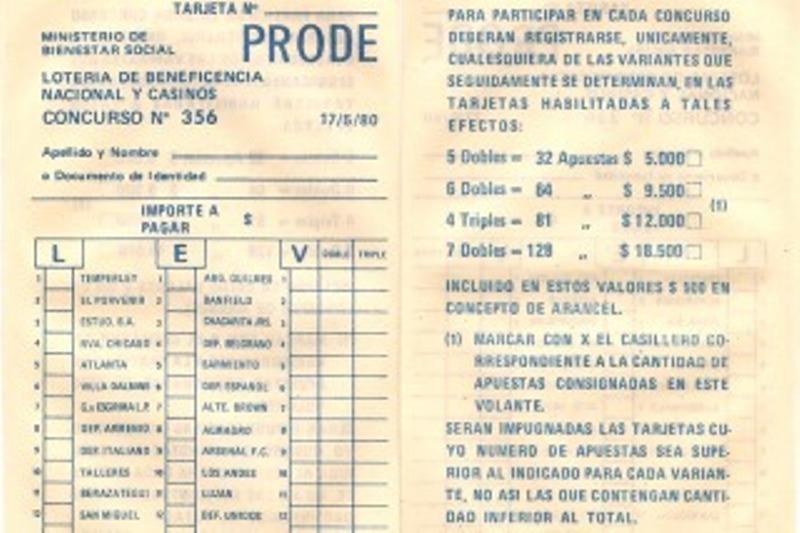 TARJETA Nº
MINISTERIO DE
BIENESTAR SOCIAL
PRODE
LOTERIA DE BENEFICENCIA
NACIONAL Y CASINOS
CONCURSO Nº 356
17/5/80
Apellido y Nombre
o Documento de Identidad
IMPORTE A
PAGAR
$
L E V DOBLE TRIPLE
1 TEMPERLEY 1 ARG. QUILMES 1
2 EL PORVENIR 2 BANFIELD 2
3 ESTUD. B.A. 3 CHACARITA JRS. 3
4 NVA. CHICAGO 4 DEP. BELGRANO 4
5 ATLANTA 5 SARMIENTO 5
6 VILLA DALMINE 6 DEP. ESPAÑOL 6
7 G. y ESGRIMA L.P. 7 ALTE. BROWN 7
8 DEP. ARMENIO 8 ALMAGRO 8
9 DEP. ITALIANO 9 ARSENAL F.C. 9
10 TALLERES 10 LOS ANDES 10
11 BERAZATEGUI 11 LUJAN 11
12 SAN MIGUEL 12 DEF. UNIDOS 12
PARA PARTICIPAR EN CADA CONCURSO
DEBERAN REGISTRARSE, UNICAMENTE,
CUALESQUIERA DE LAS VARIANTES QUE
SEGUIDAMENTE SE DETERMINAN, EN LAS
TARJETAS HABILITADAS A TALES
EFECTOS:
5 Dobles = 32 Apuestas $ 5.000
6 Dobles = 64 „ $ 9.500
(1)
4 Triples = 81 „ $ 12.000
7 Dobles = 128 „ $ 18.500
INCLUIDO EN ESTOS VALORES $ 500 EN
CONCEPTO DE ARANCEL.
(1) MARCAR CON X EL CASILLERO CO-
RRESPONDIENTE A LA CANTIDAD DE
APUESTAS CONSIGNADAS EN ESTE
VOLANTE.
SERAN IMPUGNADAS LAS TARJETAS CU-
YO NUMERO DE APUESTAS SEA SUPE-
RIOR AL INDICADO PARA CADA VARIAN-
TE, NO ASI LAS QUE CONTENGAN CANTI-
DAD INFERIOR AL TOTAL.